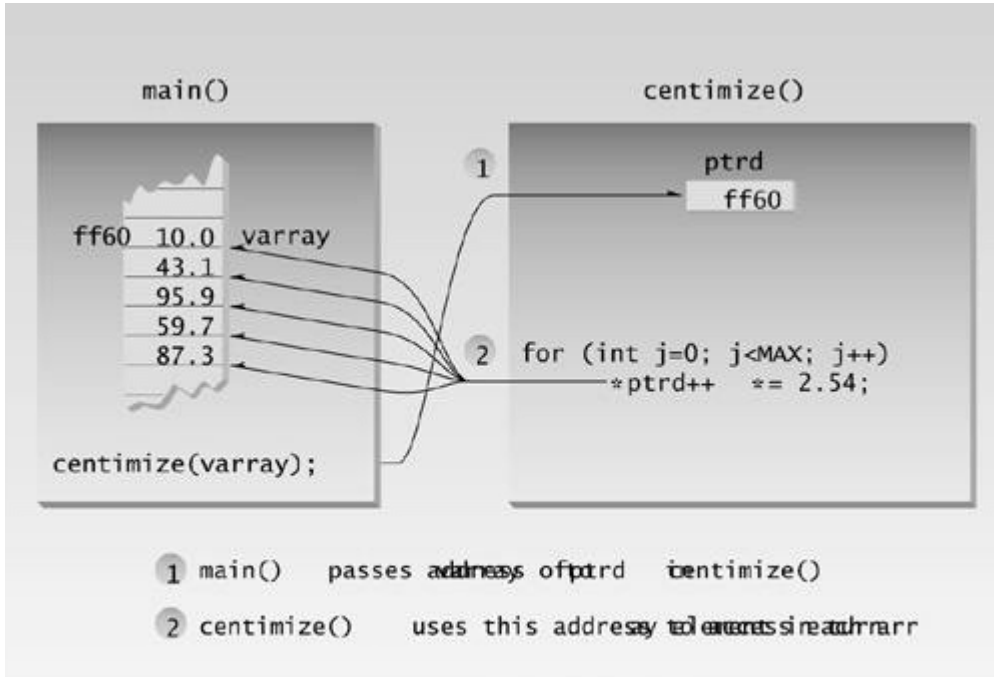 main()
centimize()
1
ptrd
ff60
ff60 10.0 varray
43.1
95.9
59.7
87.3
2
for (int j=0; j<MAX; j++)
*ptrd++ *= 2.54;
centimize(varray);
1 main() passes of centimize()
2 centimize() uses this